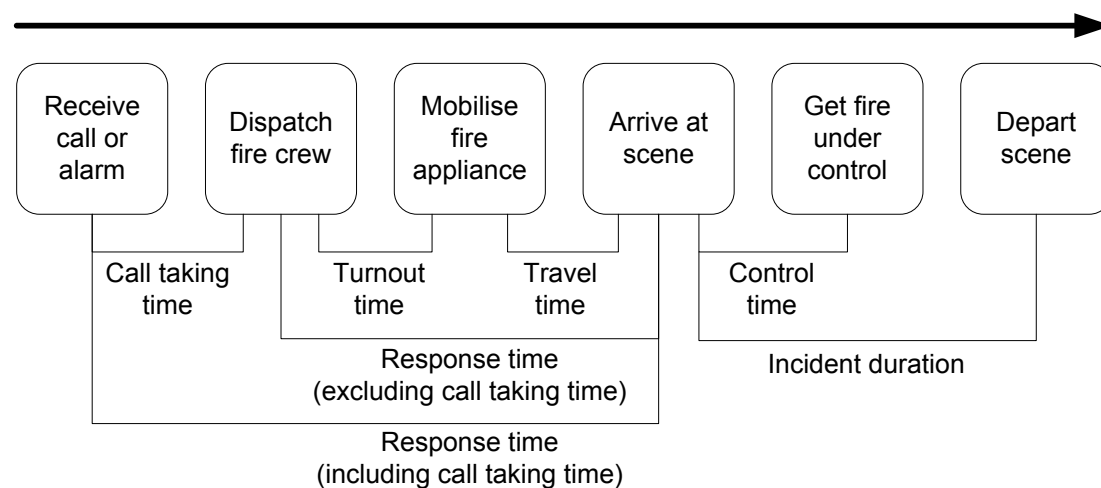 Receive
call or
alarm
Dispatch
fire crew
Mobilise
fire
appliance
Arrive at
scene
Get fire
under
control
Depart
scene
Call taking
time
Turnout
time
Travel
time
Control
time
Response time
(excluding call taking time)
Incident duration
Response time
(including call taking time)